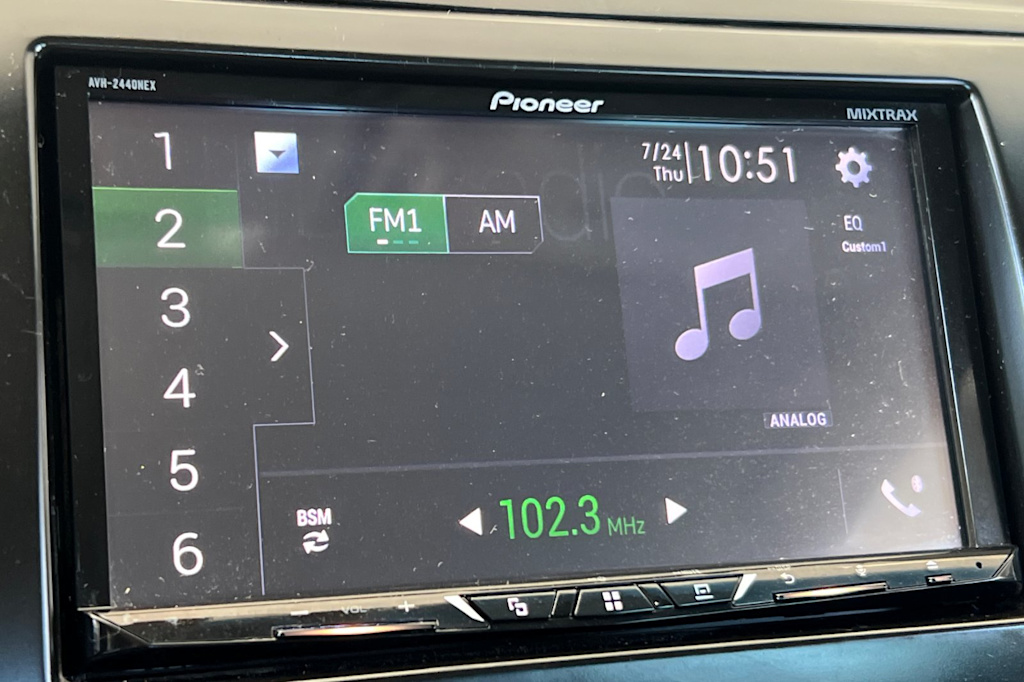 AVH-2440NEX
Pioneer
MIXTRAX
1
7/24
Thu
10:51
2
FM1
AM
EQ
Custom1
3
4
ANALOG
5
BSM
102.3 MHz
6
VOL